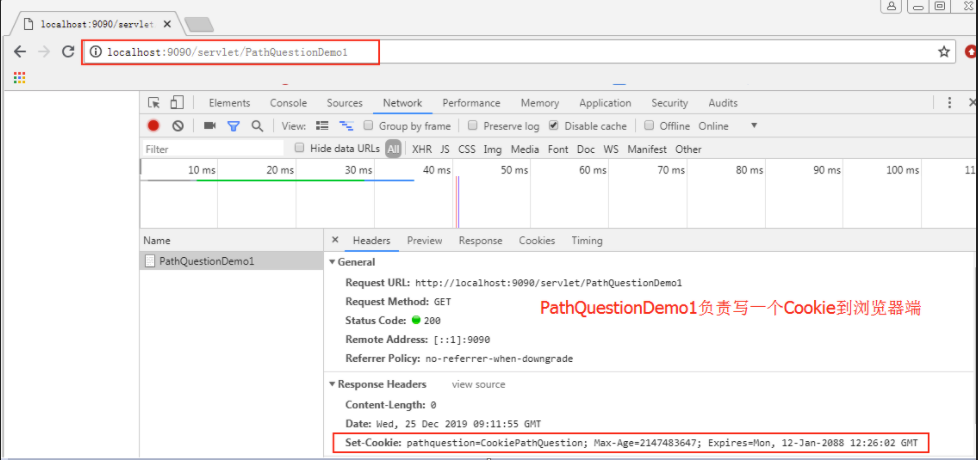 localhost:9090/servlet
localhost:9090/servlet/PathQuestionDemo1
Elements Console Sources Network Performance Memory Application Security Audits
View: Group by frame Preserve log Disable cache Offline Online
Filter Hide data URLs All XHR JS CSS Img Media Font Doc WS Manifest Other
10 ms 20 ms 30 ms 40 ms 50 ms 60 ms 70 ms 80 ms 90 ms 100 ms 11
Name × Headers Preview Response Cookies Timing
PathQuestionDemo1
General
Request URL: http://localhost:9090/servlet/PathQuestionDemo1
Request Method: GET
PathQuestionDemo1负责写一个Cookie到浏览器端
Status Code: 200
Remote Address: [::1]:9090
Referrer Policy: no-referrer-when-downgrade
Response Headers view source
Content-Length: 0
Date: Wed, 25 Dec 2019 09:11:55 GMT
Set-Cookie: pathquestion=CookiePathQuestion; Max-Age=2147483647; Expires=Mon, 12-Jan-2088 12:26:02 GMT